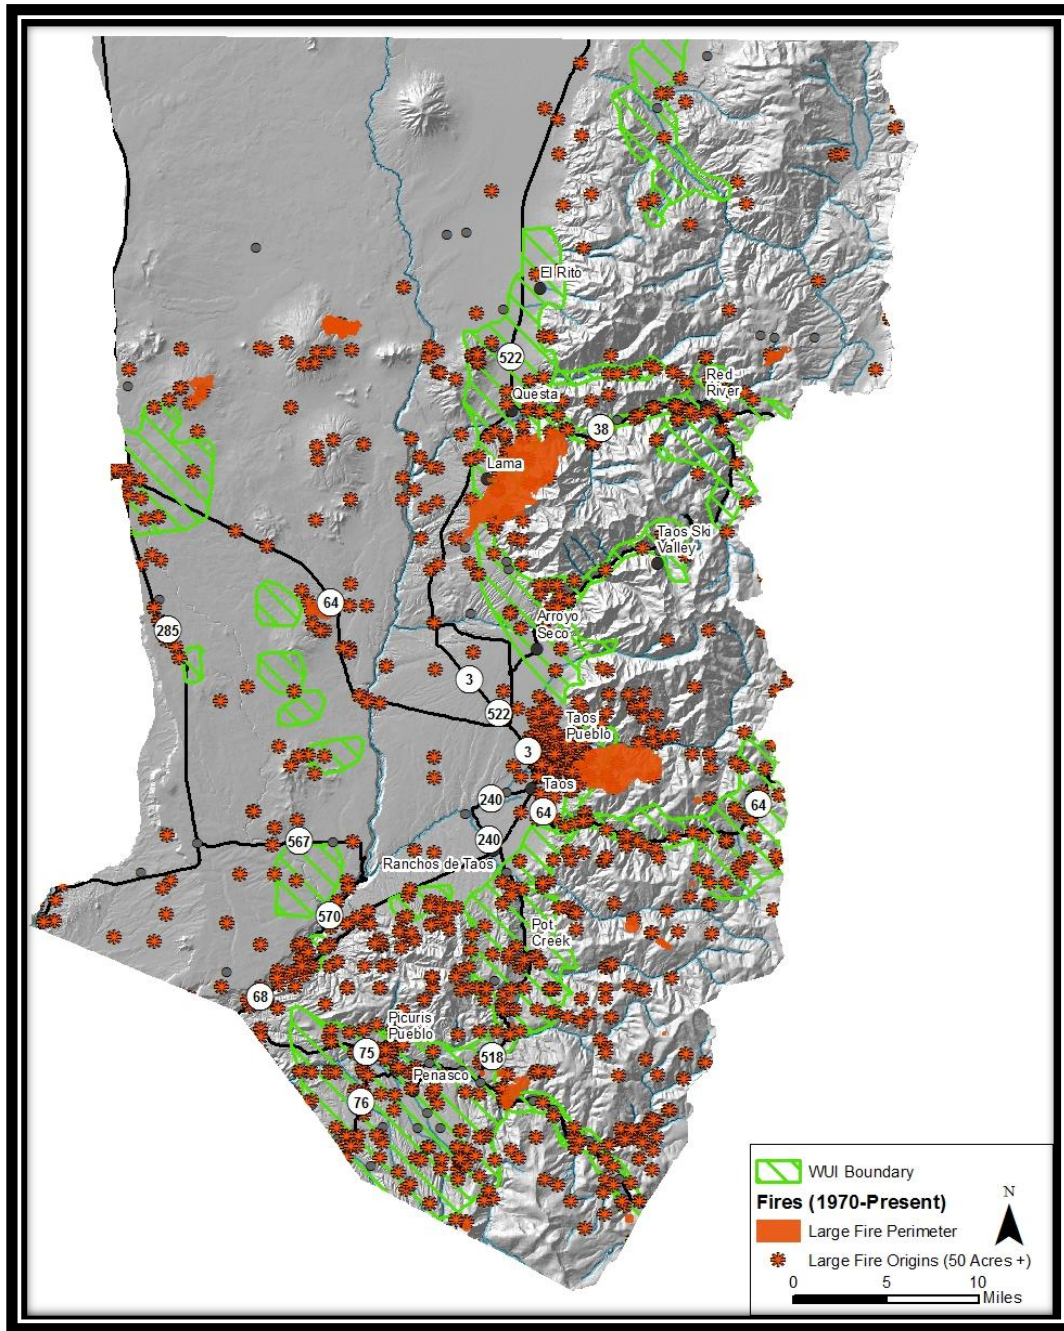 El Rito
522
Red
River
Questa
38
Lama
Taos Ski
Valley
64
Arroyo
Seco
285
3
522
Taos
Pueblo
3
Taos
240
64
64
240
567
Ranchos de Taos
570
Pot
Creek
68
Picuris
Pueblo
75
518
Penasco
76
WUI Boundary
Fires (1970-Present)
N
Large Fire Perimeter
Large Fire Origins (50 Acres +)
0 5 10
Miles